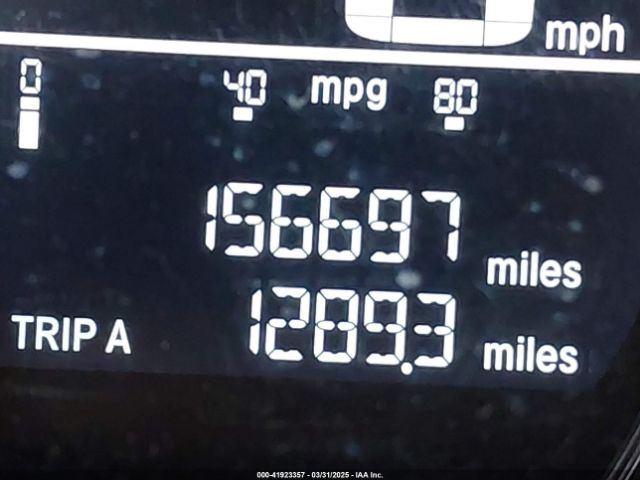 mph
0 40 mpg 80
156697 miles
TRIP A 1289.3 miles
000-41923357 - 03/31/2025 - IAA Inc.